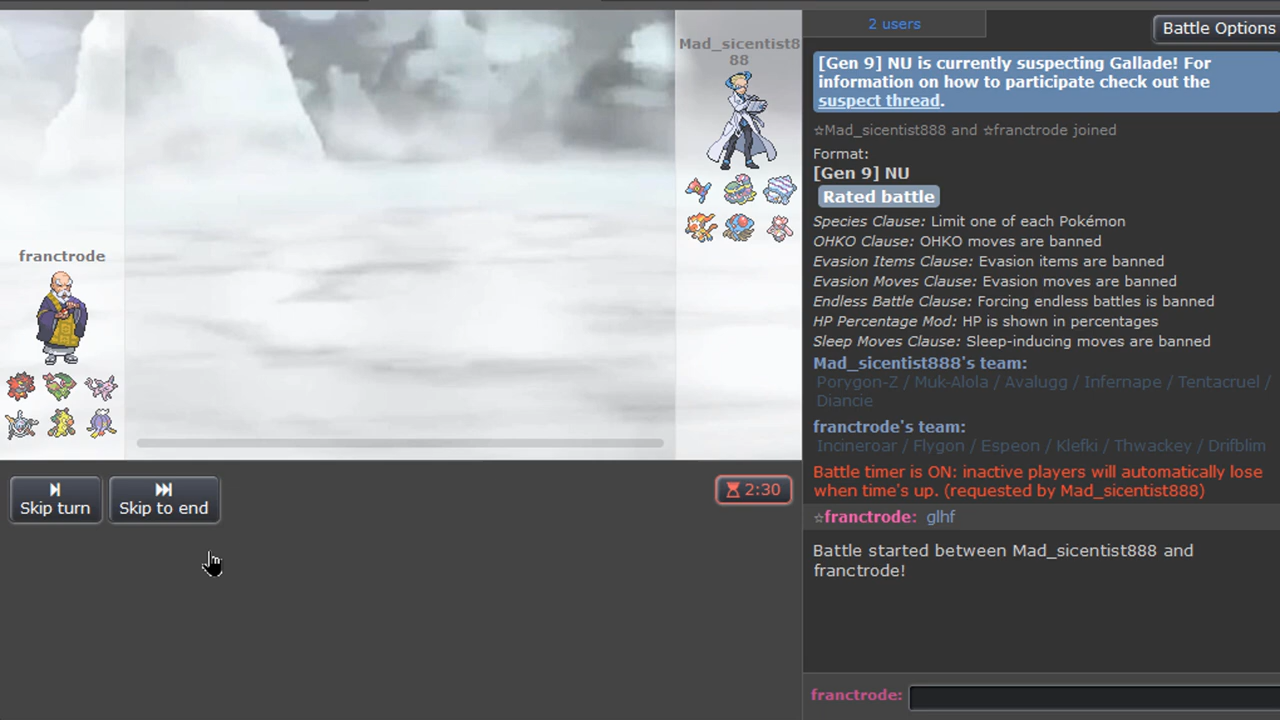 Mad_sicentist8
88
franctrode
Skip turn
Skip to end
2:30
2 users
Battle Options
[Gen 9] NU is currently suspecting Gallade! For
information on how to participate check out the
suspect thread.
☆Mad_sicentist888 and ☆franctrode joined
Format:
[Gen 9] NU
Rated battle
Species Clause: Limit one of each Pokémon
OHKO Clause: OHKO moves are banned
Evasion Items Clause: Evasion items are banned
Evasion Moves Clause: Evasion moves are banned
Endless Battle Clause: Forcing endless battles is banned
HP Percentage Mod: HP is shown in percentages
Sleep Moves Clause: Sleep-inducing moves are banned
Mad_sicentist888's team:
Porygon-Z / Muk-Alola / Avalugg / Infernape / Tentacruel /
Diancie
franctrode's team:
Incineroar / Flygon / Espeon / Klefki / Thwackey / Drifblim
Battle timer is ON: inactive players will automatically lose
when time's up. (requested by Mad_sicentist888)
☆franctrode: glhf
Battle started between Mad_sicentist888 and
franctrode!
franctrode: